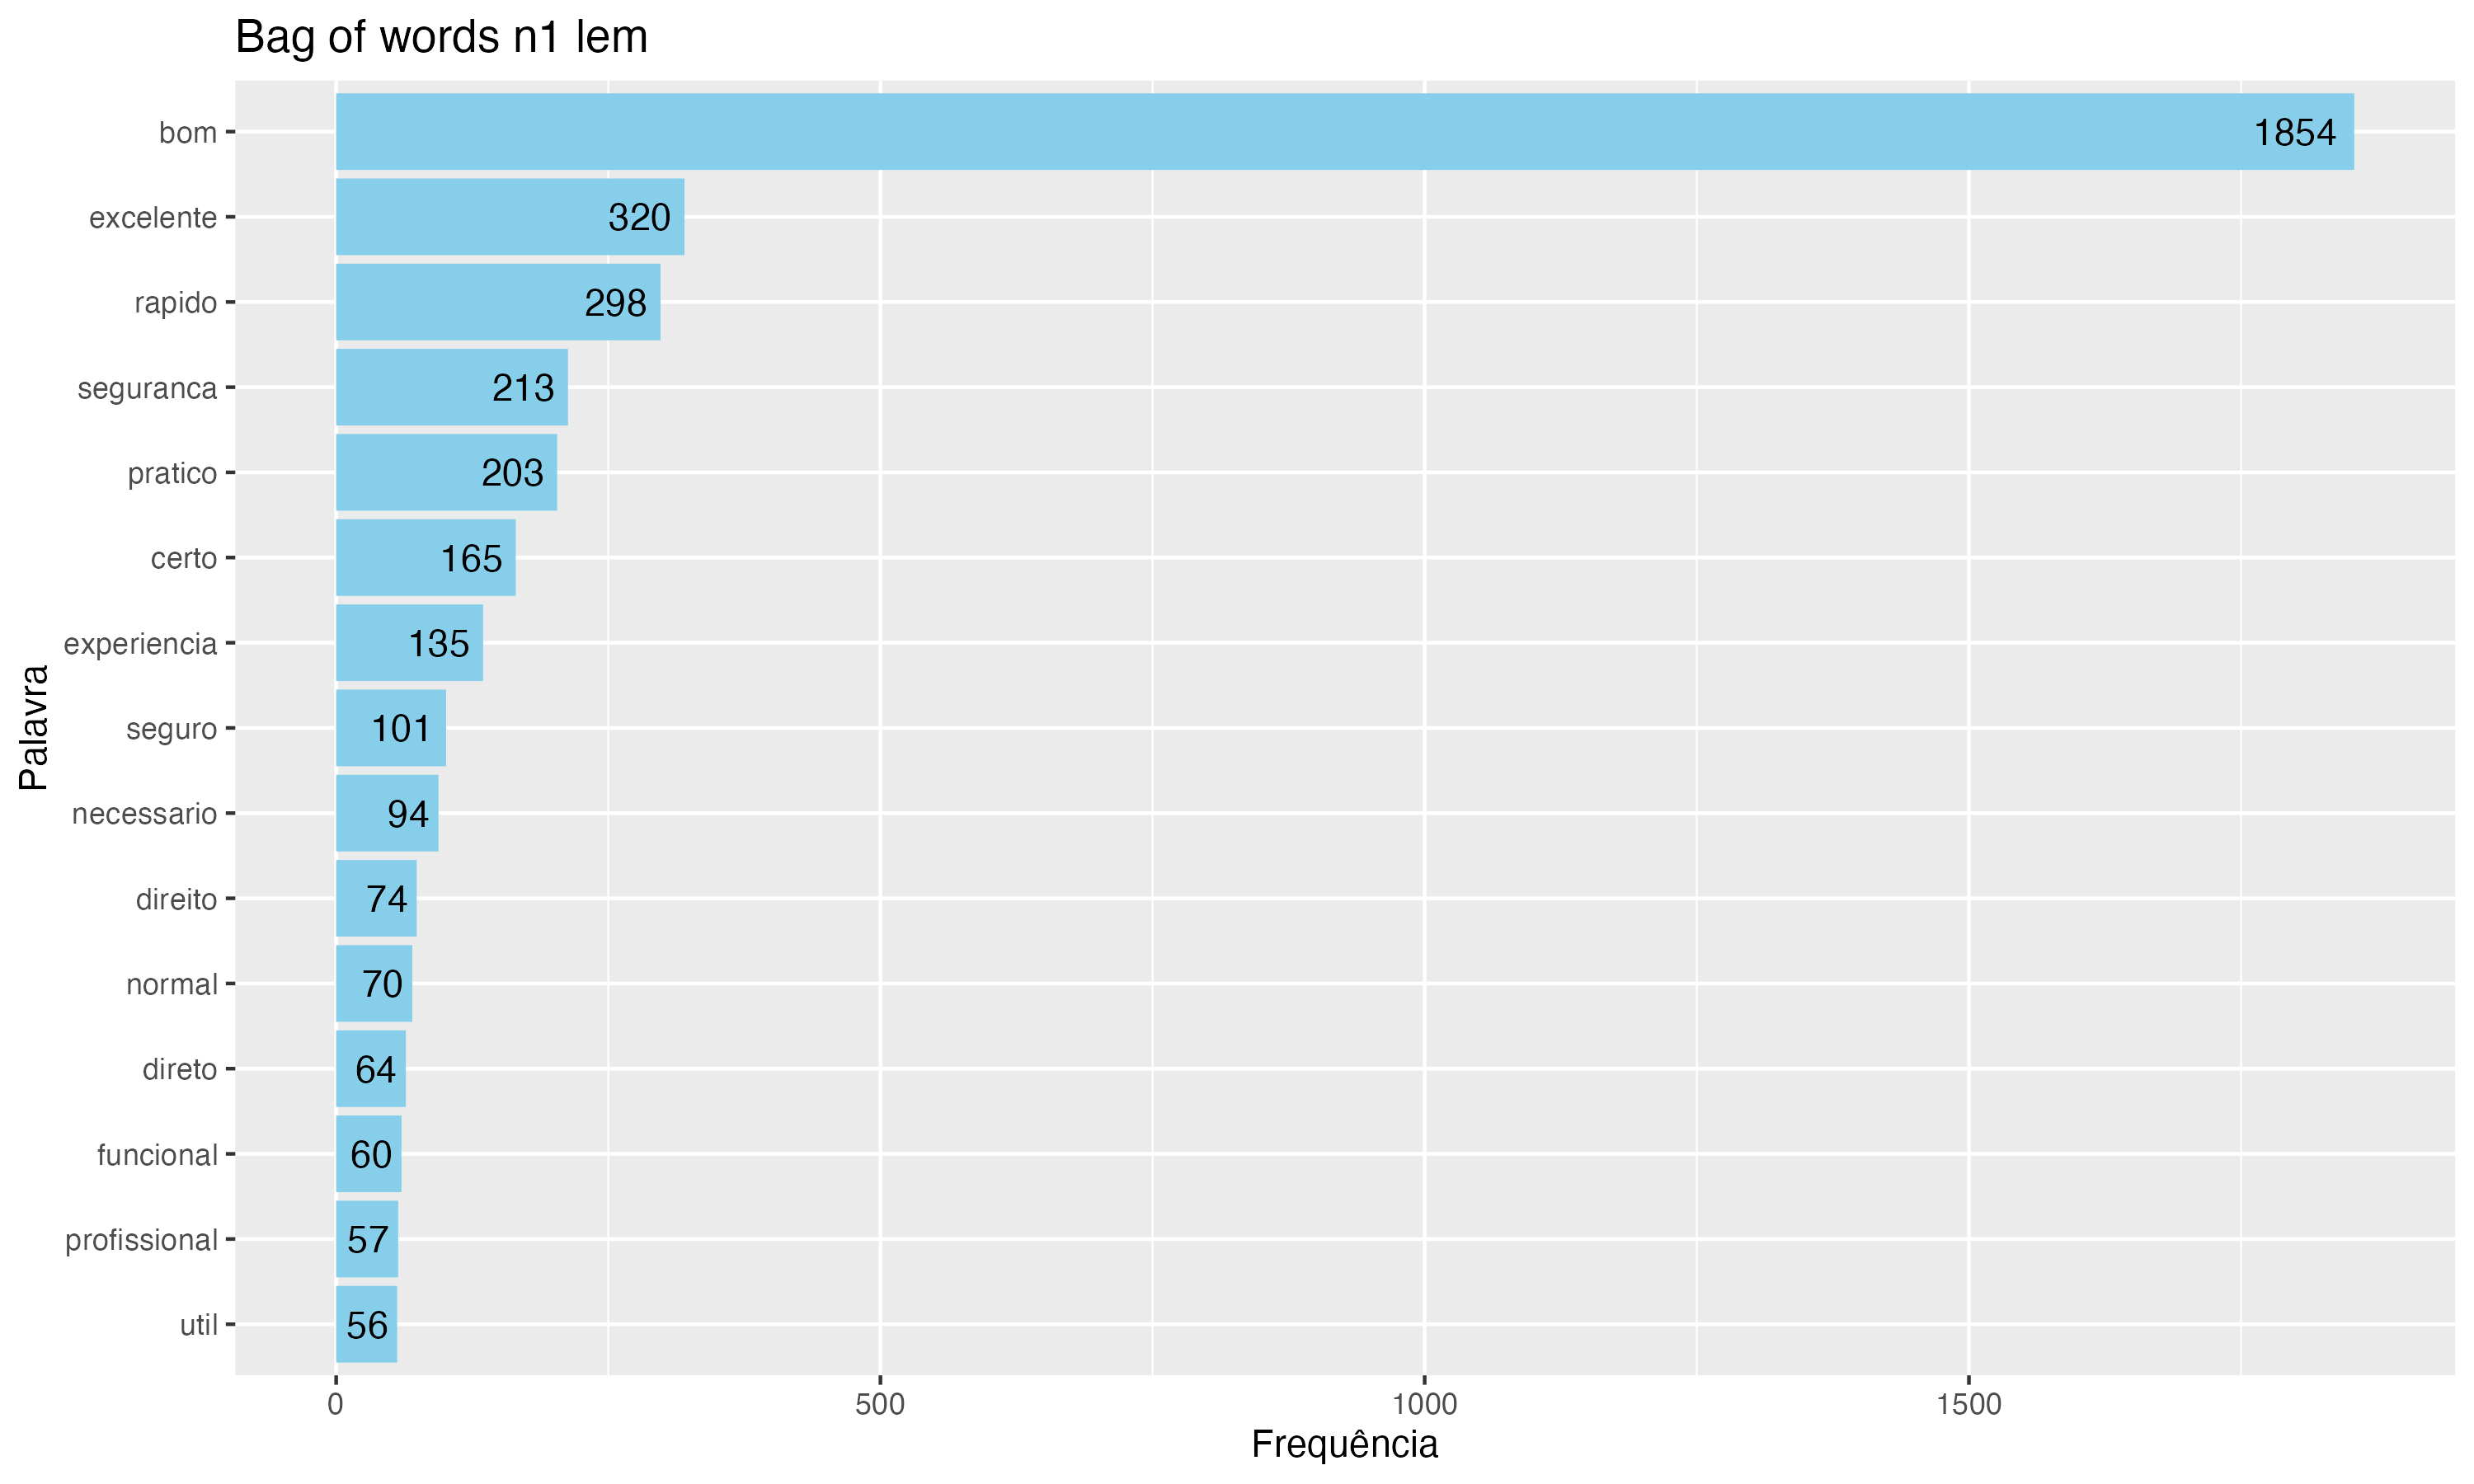 Bag of words n1 lem
bom 1854
excelente 320
rapido 298
seguranca 213
pratico 203
certo 165
experiencia 135
seguro 101
necessario 94
direito 74
normal 70
direto 64
funcional 60
profissional 57
util 56
Palavra
0 500 1000 1500
Frequência